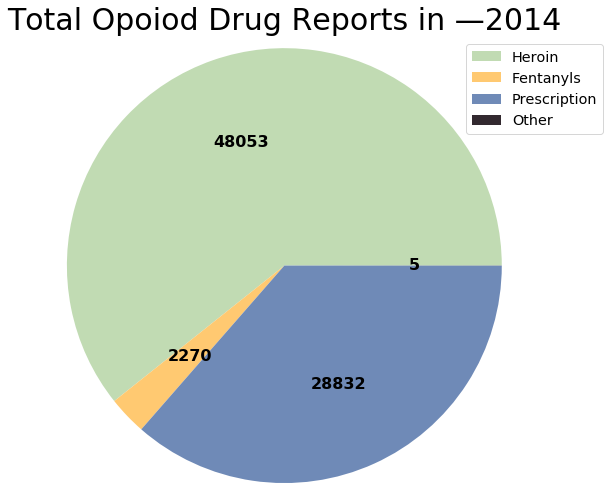 Total Opoiod Drug Reports in —2014
Heroin
Fentanyls
Prescription
Other
48053
5
2270
28832